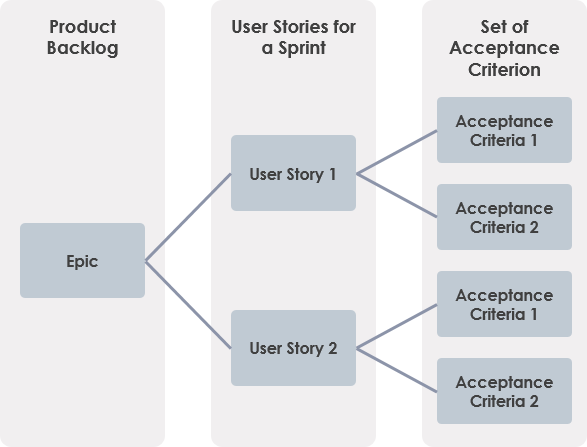 Product
Backlog
User Stories for
a Sprint
Set of
Acceptance
Criterion
Epic
User Story 1
User Story 2
Acceptance
Criteria 1
Acceptance
Criteria 2
Acceptance
Criteria 1
Acceptance
Criteria 2